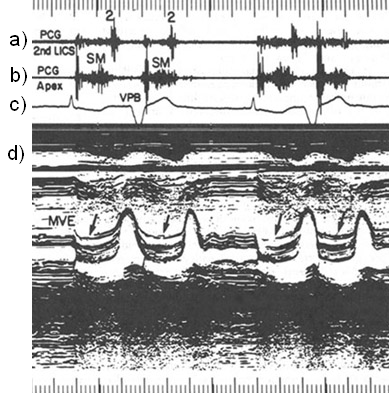 2 2
a) PCG
2nd LICS
SM SM
b) PCG
Apex
c) VPB
d)
MVE